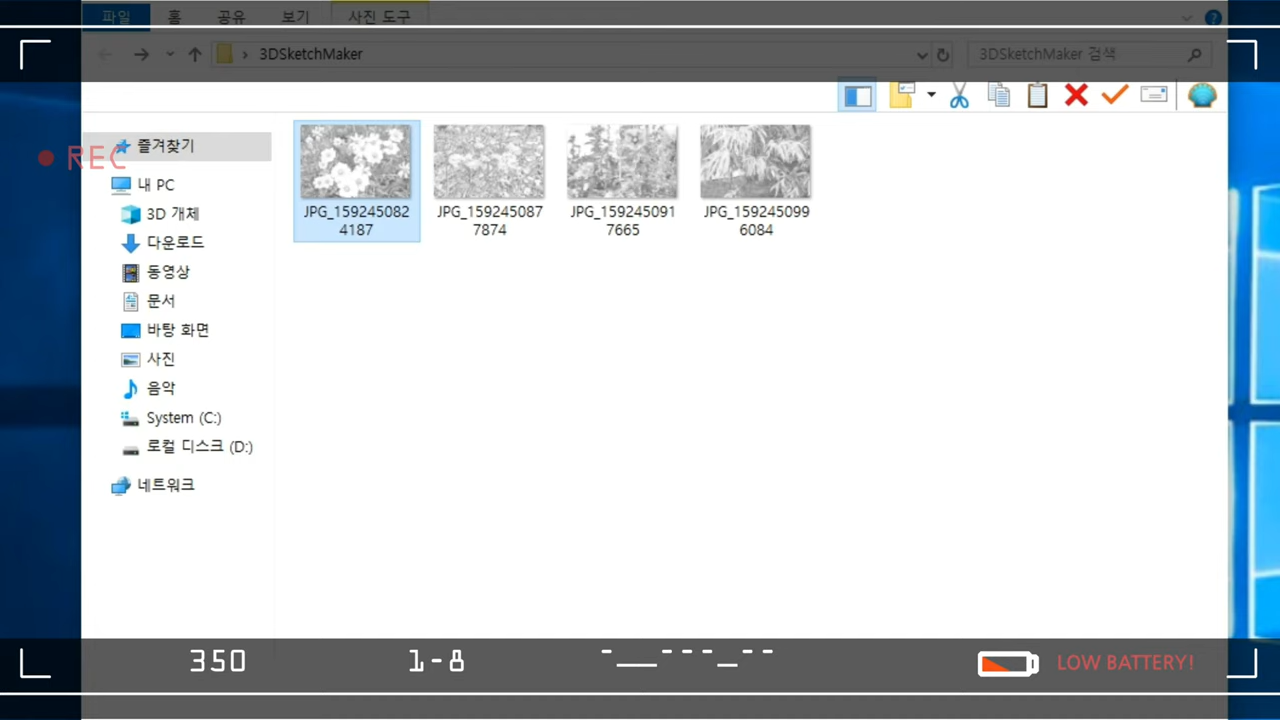 파일 홈 공유 보기 사진 도구
3DSketchMaker
3DSketchMaker 검색
REC
즐겨찾기
내 PC
3D 개체
다운로드
동영상
문서
바탕 화면
사진
음악
System (C:)
로컬 디스크 (D:)
네트워크
JPG_159245082
4187
JPG_159245087
7874
JPG_159245091
7665
JPG_159245099
6084
350
1-8
LOW BATTERY!